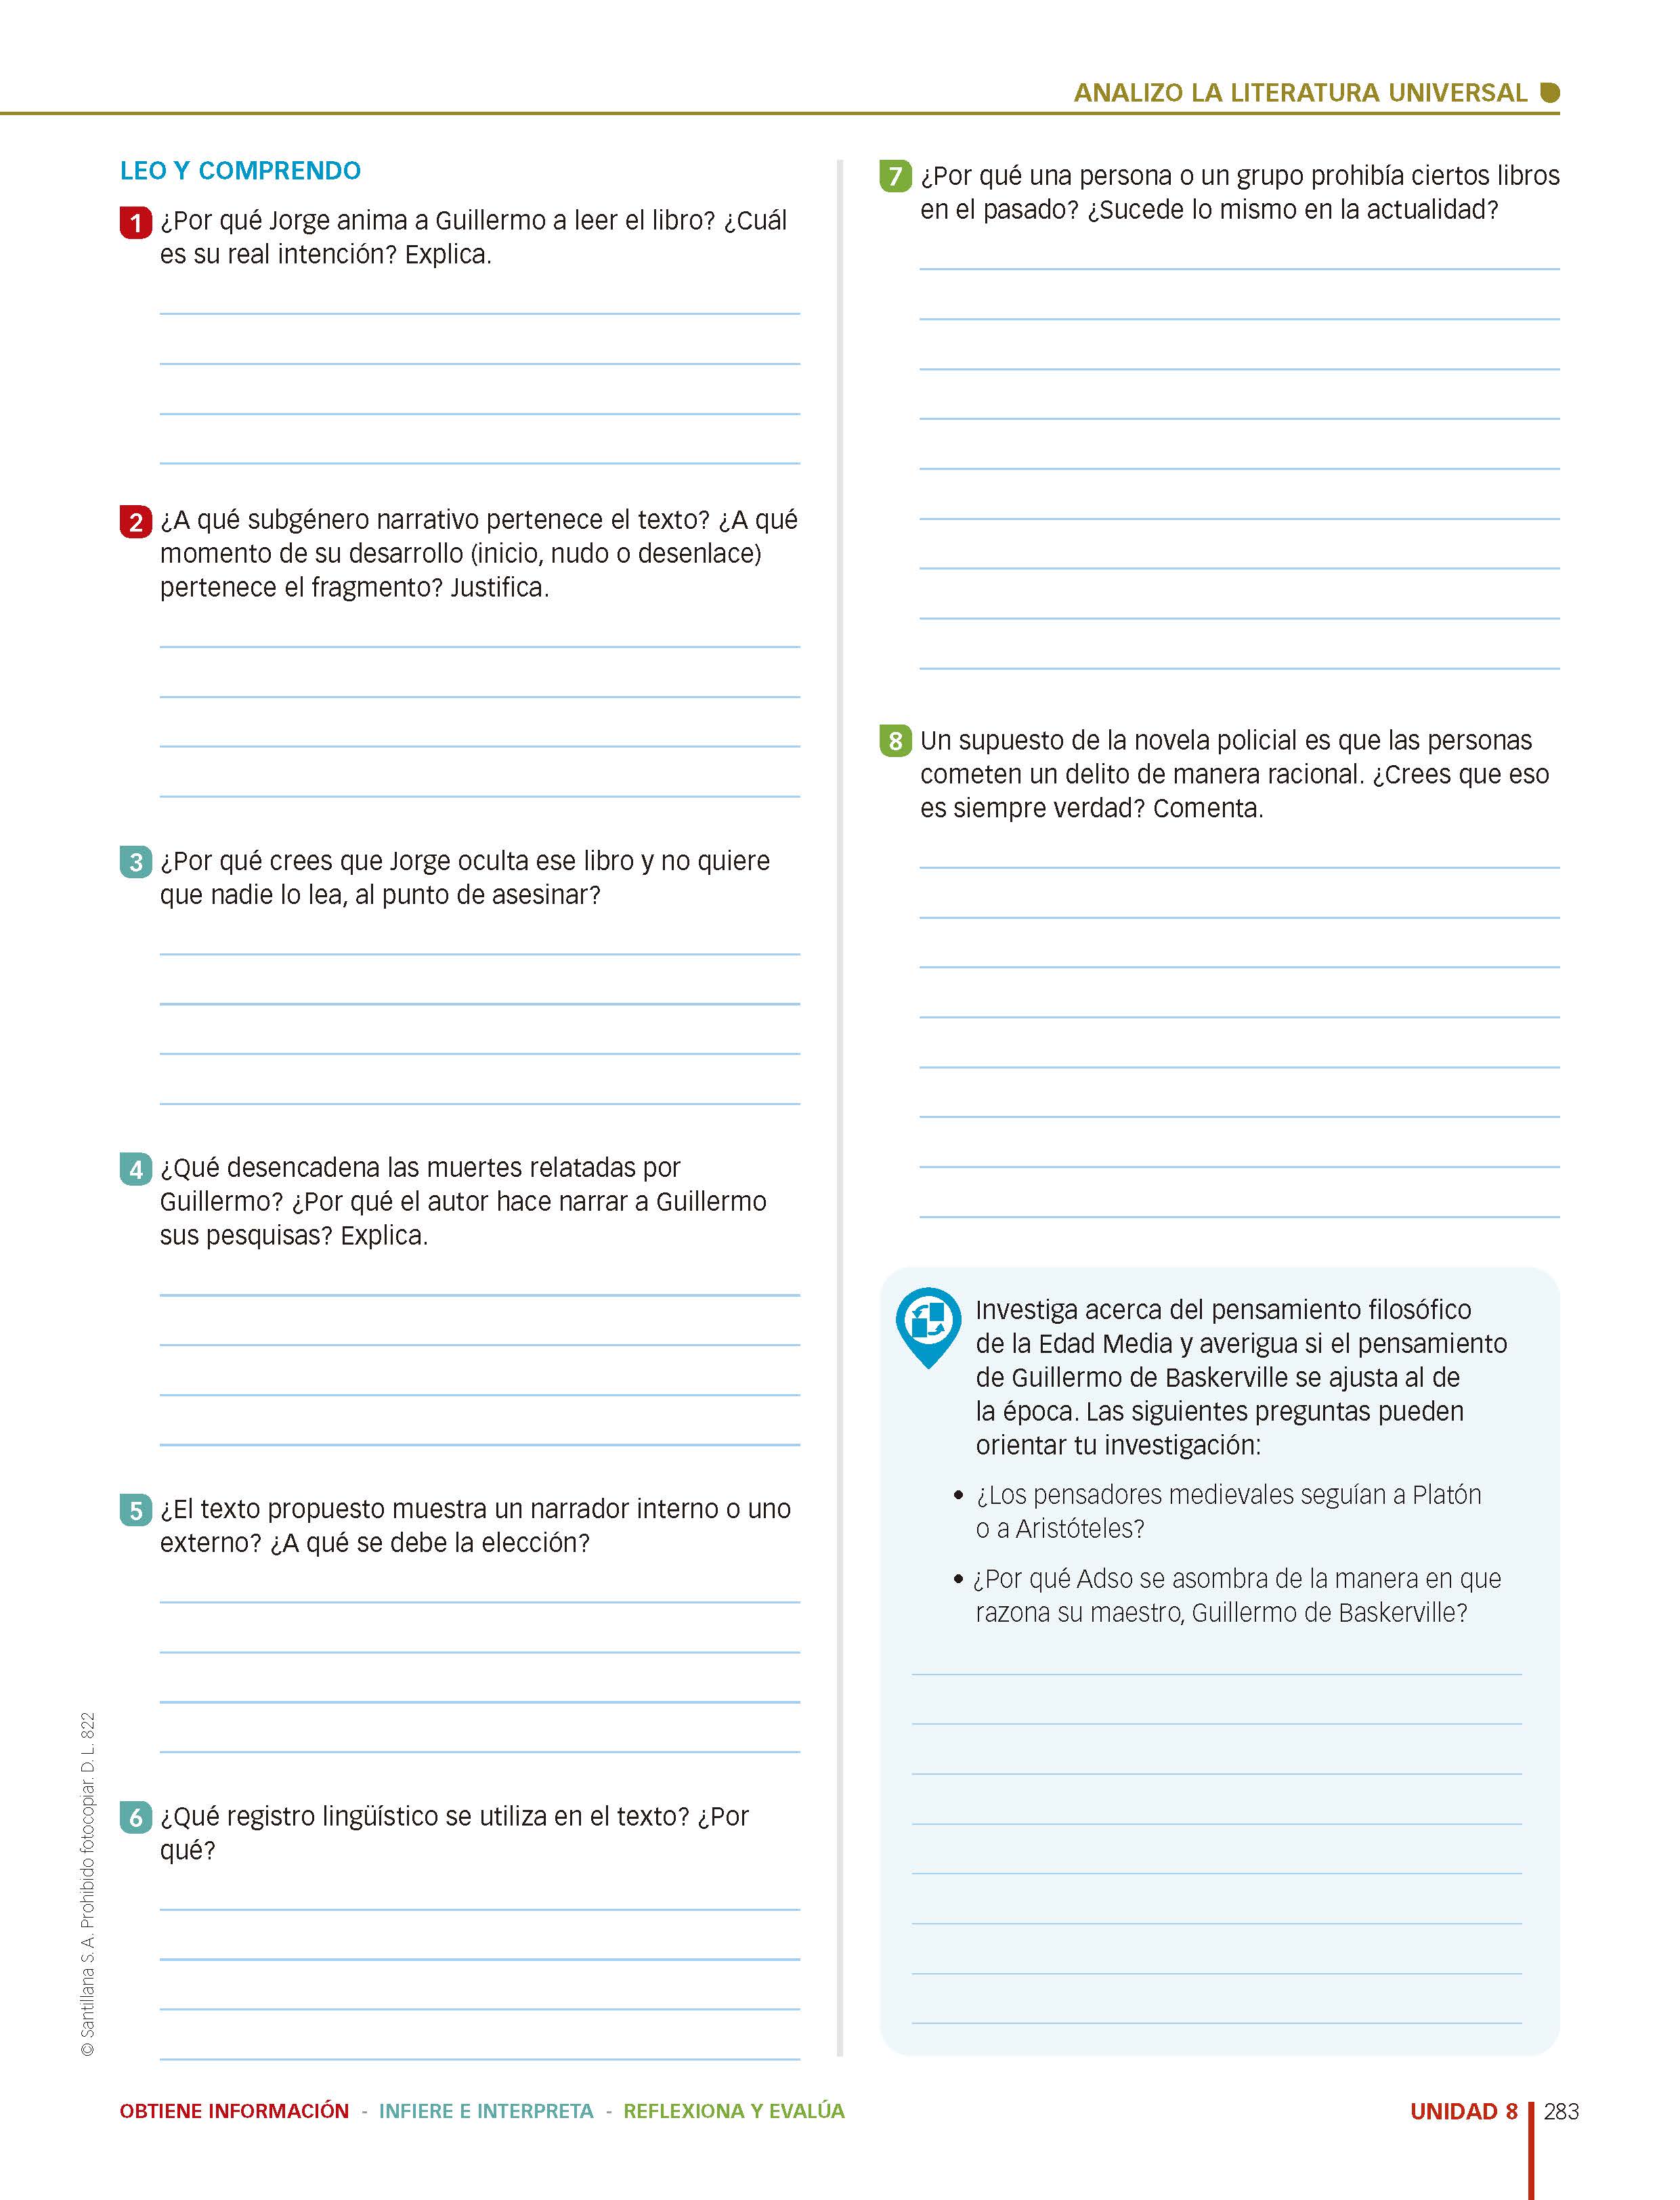 ANALIZO LA LITERATURA UNIVERSAL
LEO Y COMPRENDO
1 ¿Por qué Jorge anima a Guillermo a leer el libro? ¿Cuál
es su real intención? Explica.
2 ¿A qué subgénero narrativo pertenece el texto? ¿A qué
momento de su desarrollo (inicio, nudo o desenlace)
pertenece el fragmento? Justifica.
3 ¿Por qué crees que Jorge oculta ese libro y no quiere
que nadie lo lea, al punto de asesinar?
4 ¿Qué desencadena las muertes relatadas por
Guillermo? ¿Por qué el autor hace narrar a Guillermo
sus pesquisas? Explica.
5 ¿El texto propuesto muestra un narrador interno o uno
externo? ¿A qué se debe la elección?
6 ¿Qué registro lingüístico se utiliza en el texto? ¿Por
qué?
7 ¿Por qué una persona o un grupo prohibía ciertos libros
en el pasado? ¿Sucede lo mismo en la actualidad?
8 Un supuesto de la novela policial es que las personas
cometen un delito de manera racional. ¿Crees que eso
es siempre verdad? Comenta.
Investiga acerca del pensamiento filosófico
de la Edad Media y averigua si el pensamiento
de Guillermo de Baskerville se ajusta al de
la época. Las siguientes preguntas pueden
orientar tu investigación:
• ¿Los pensadores medievales seguían a Platón
o a Aristóteles?
• ¿Por qué Adso se asombra de la manera en que
razona su maestro, Guillermo de Baskerville?
© Santillana S. A. Prohibido fotocopiar. D. L. 822
OBTIENE INFORMACIÓN - INFIERE E INTERPRETA - REFLEXIONA Y EVALÚA
UNIDAD 8 283